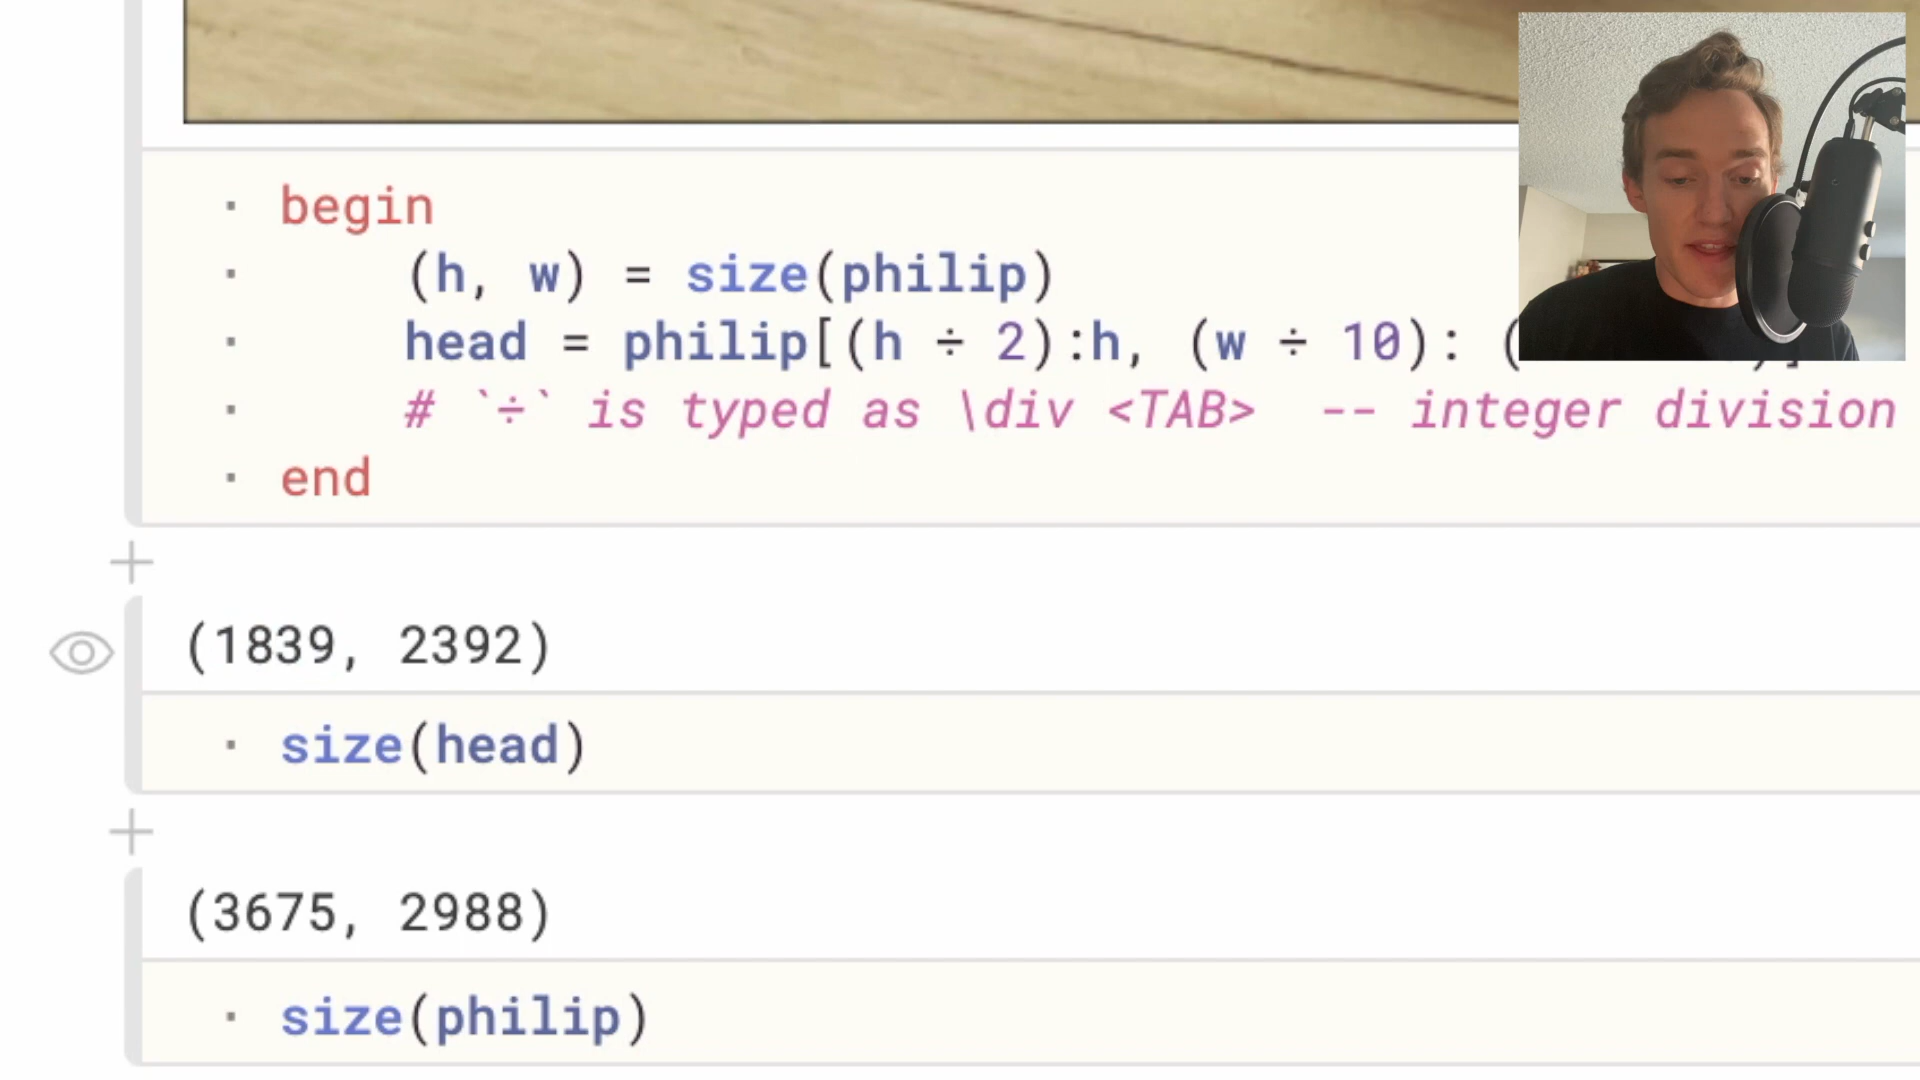 begin
(h, w) = size(philip)
head = philip[(h ÷ 2):h, (w ÷ 10): (
# `÷` is typed as \div <TAB>  -- integer division
end
(1839, 2392)
size(head)
(3675, 2988)
size(philip)